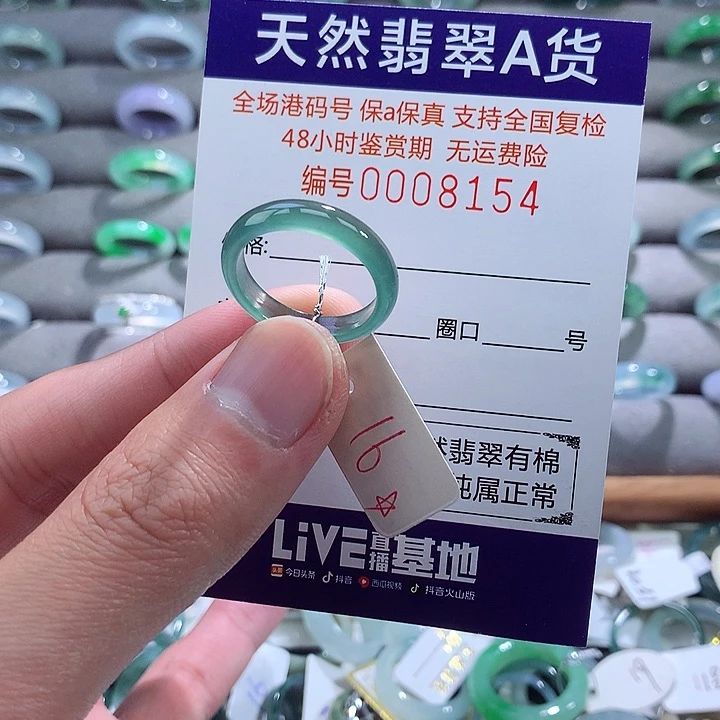 天然翡翠A货
全场港码号 保a保真 支持全国复检
48小时鉴赏期 无运费险
编号0008154
格:
圈口 号
16
翡翠有棉
纯属正常
LiVE直播基地
今日头条 抖音 西瓜视频 抖音火山版